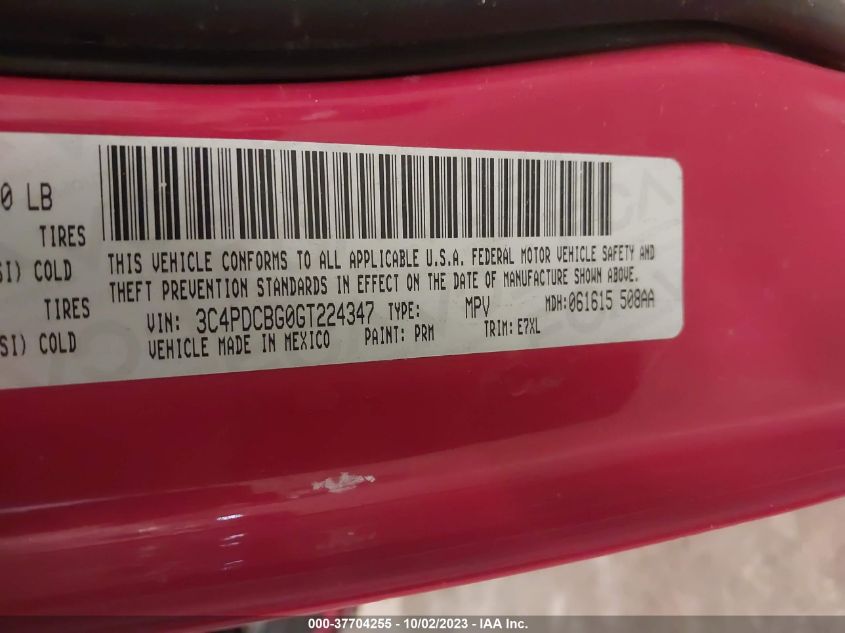 0 LB
TIRES
SI) COLD
TIRES
SI) COLD
THIS VEHICLE CONFORMS TO ALL APPLICABLE U.S.A. FEDERAL MOTOR VEHICLE SAFETY AND
THEFT PREVENTION STANDARDS IN EFFECT ON THE DATE OF MANUFACTURE SHOWN ABOVE.
VIN: 3C4PDCBG0GT224347 TYPE: MPV MDH:061615 508AA
VEHICLE MADE IN MEXICO PAINT: PRM TRIM: E7XL
000-37704255 - 10/02/2023 - IAA Inc.